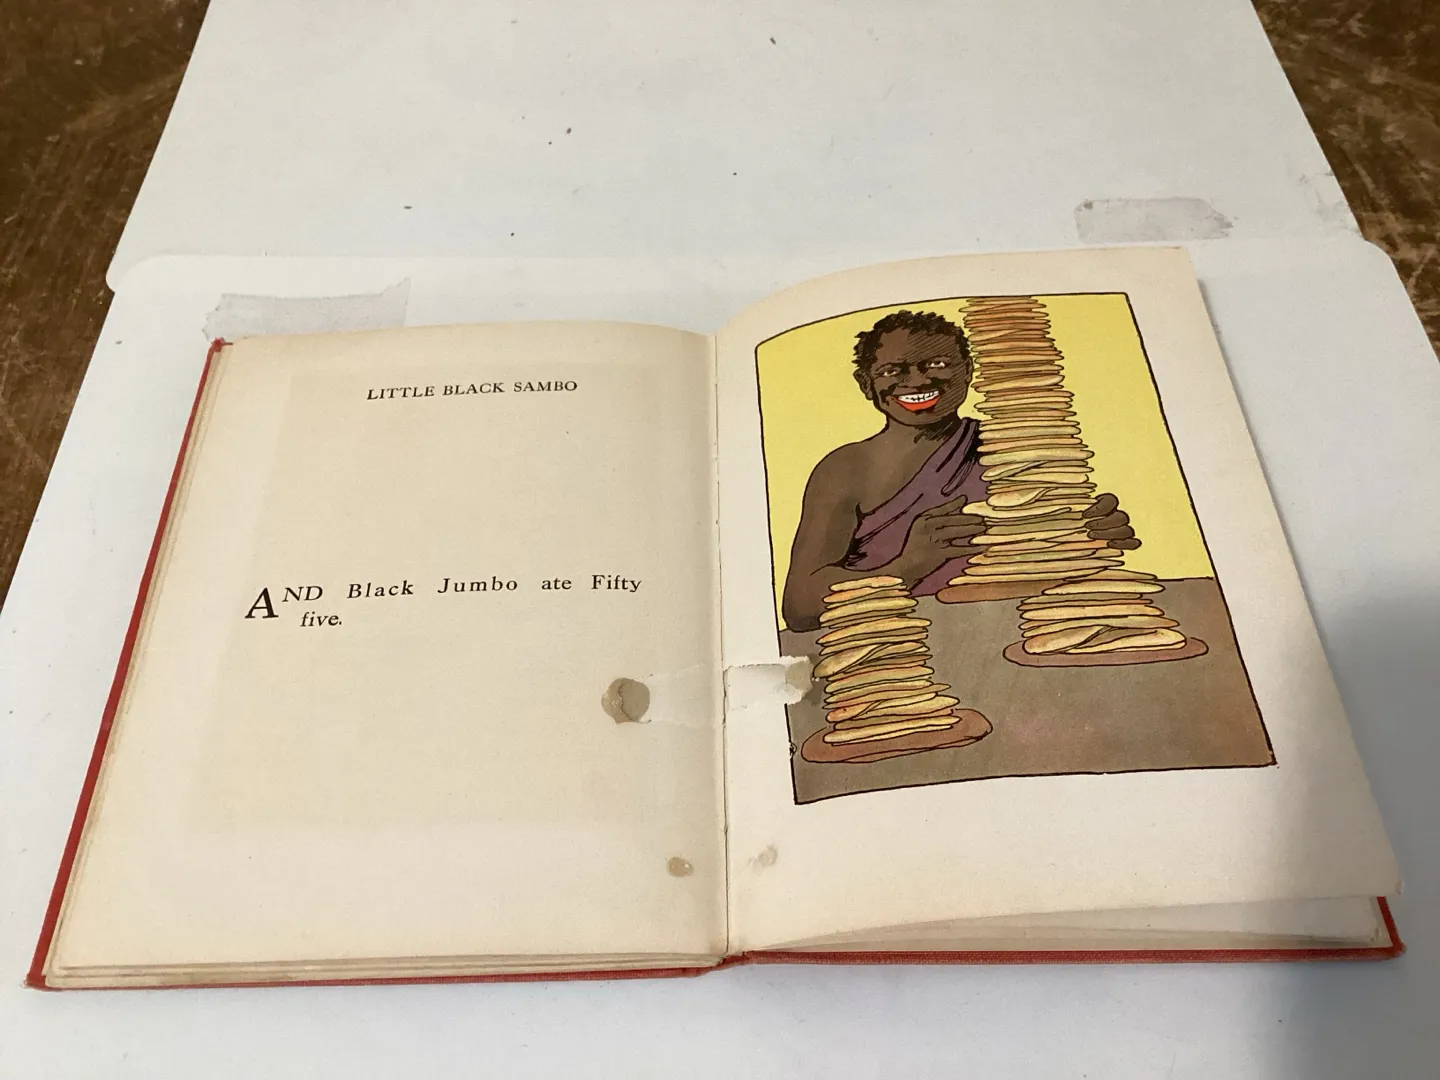 LITTLE BLACK SAMBO
AND Black Jumbo ate Fifty
five.